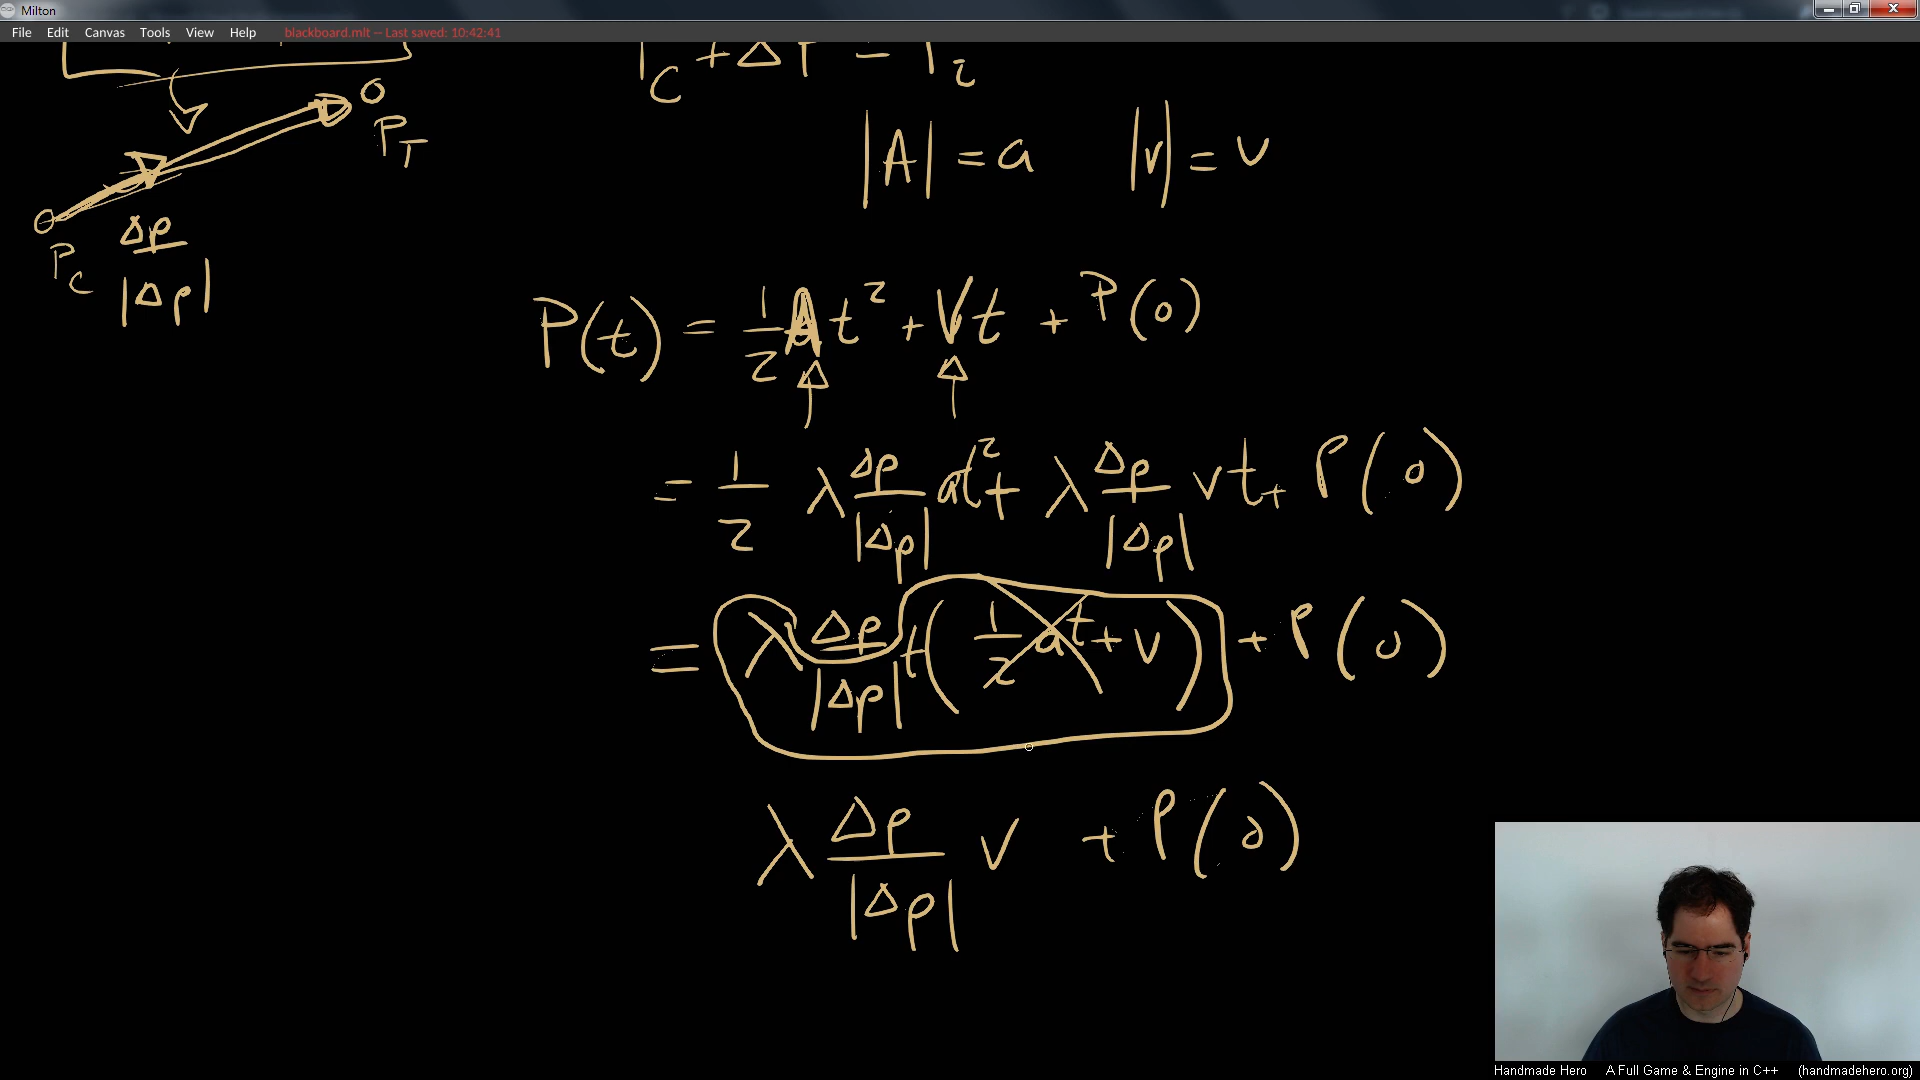 Milton
File Edit Canvas Tools View Help blackboard.mlt -- Last saved: 10:42:41
P_T
P_C
Δp
|Δp|
|A| = a |V| = v
P(t) = 1/2 A t² + V t + P(0)
= 1/2 λ Δp/|Δp| a t² + λ Δp/|Δp| v t + P(0)
= λ Δp/|Δp| t ( 1/2 a t + v ) + P(0)
λ Δp/|Δp| v + P(0)
Handmade Hero A Full Game & Engine in C++ (handmadehero.org)